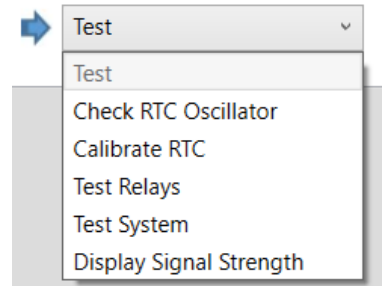 Test
Test
Check RTC Oscillator
Calibrate RTC
Test Relays
Test System
Display Signal Strength